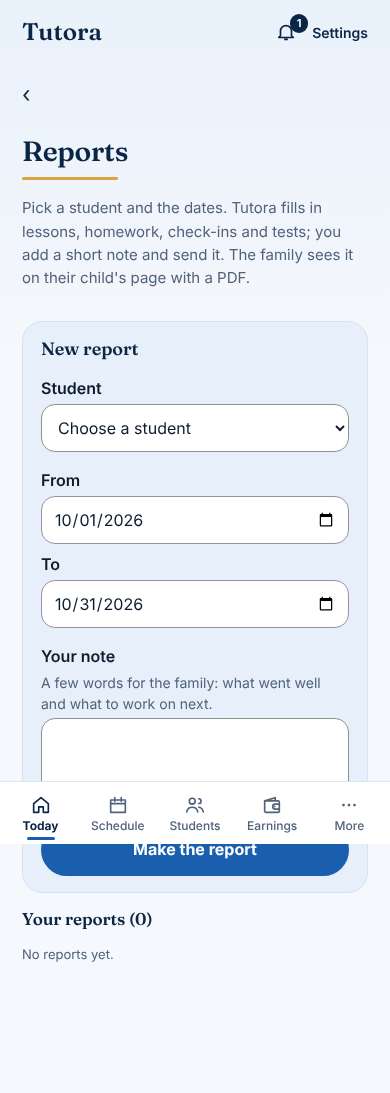 Tutora
1
Settings
Reports
Pick a student and the dates. Tutora fills in
lessons, homework, check-ins and tests; you
add a short note and send it. The family sees it
on their child's page with a PDF.
New report
Student
Choose a student
From
10/01/2026
To
10/31/2026
Your note
A few words for the family: what went well
and what to work on next.
Today
Schedule
Students
Earnings
More
Make the report
Your reports (0)
No reports yet.